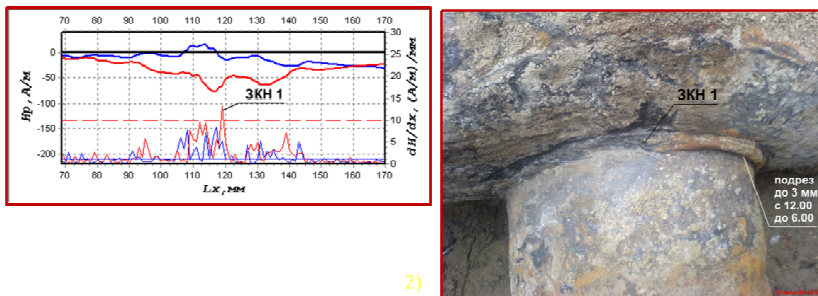 70 80 90 100 110 120 130 140 150 160 170
0
-50
-100
-150
-200
30
25
20
15
10
5
0
Hp, А/м
dH/dx, (А/м)/мм
ЗКН 1
70 80 90 100 110 120 130 140 150 160 170
Lx, мм
2)
ЗКН 1
подрез
до 3 мм
с 12.00
до 6.00